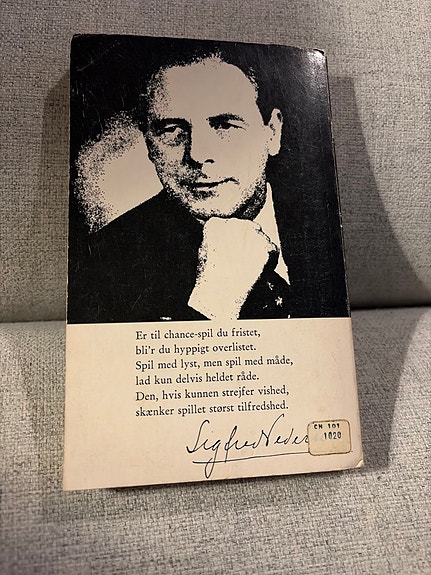 Er til chance-spil du fristet,
bli'r du hyppigt overlistet.
Spil med lyst, men spil med måde,
lad kun delvis heldet råde.
Den, hvis kunnen strejfer vished,
skænker spillet størst tilfredshed.
Sigfred
CH 101
1020